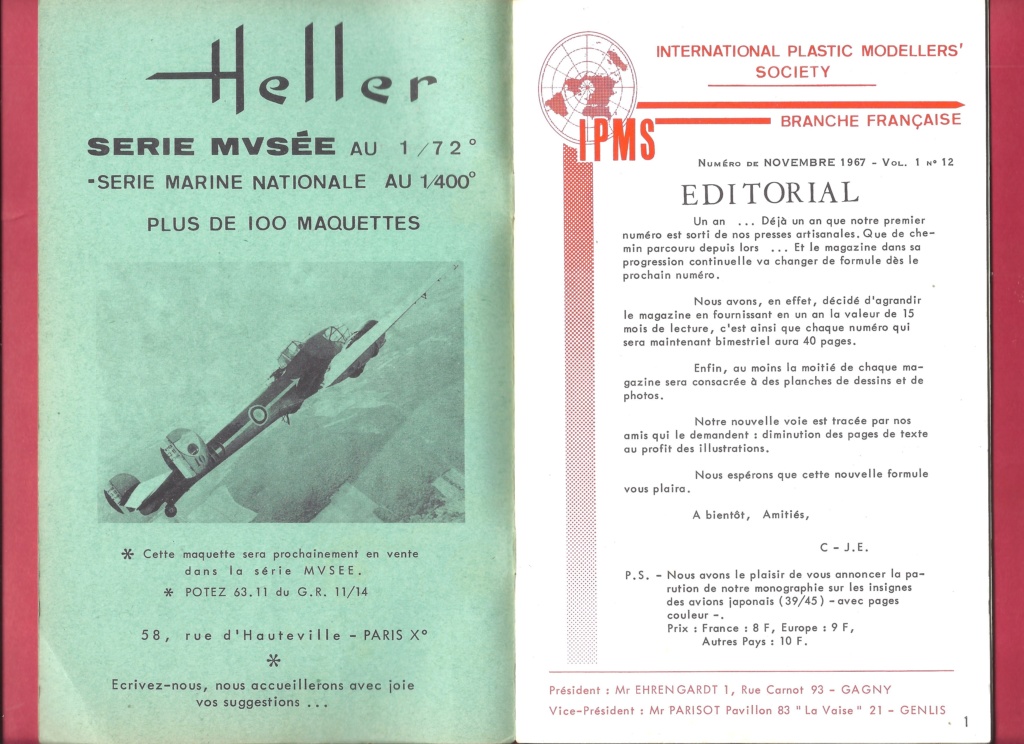 Heller
SERIE MVSÉE AU 1/72°
-SERIE MARINE NATIONALE AU 1/400°
PLUS DE 100 MAQUETTES
* Cette maquette sera prochainement en vente
dans la série MVSEE.
* POTEZ 63.11 du G.R. 11/14
58, rue d'Hauteville - PARIS X°
*
Ecrivez-nous, nous accueillerons avec joie
vos suggestions ...
INTERNATIONAL PLASTIC MODELLERS'
SOCIETY
IPMS
BRANCHE FRANÇAISE
Numéro de NOVEMBRE 1967 - Vol. 1 n° 12
EDITORIAL
Un an ... Déjà un an que notre premier
numéro est sorti de nos presses artisanales. Que de che-
min parcouru depuis lors ... Et le magazine dans sa
progression continuelle va changer de formule dès le
prochain numéro.
Nous avons, en effet, décidé d'agrandir
le magazine en fournissant en un an la valeur de 15
mois de lecture, c'est ainsi que chaque numéro qui
sera maintenant bimestriel aura 40 pages.
Enfin, au moins la moitié de chaque ma-
gazine sera consacrée à des planches de dessins et de
photos.
Notre nouvelle voie est tracée par nos
amis qui le demandent : diminution des pages de texte
au profit des illustrations.
Nous espérons que cette nouvelle formule
vous plaira.
A bientôt, Amitiés,
C - J.E.
P.S. - Nous avons le plaisir de vous annoncer la pa-
rution de notre monographie sur les insignes
des avions japonais (39/45) - avec pages
couleur -.
Prix : France : 8 F, Europe : 9 F,
Autres Pays : 10 F.
Président : Mr EHRENGARDT 1, Rue Carnot 93 - GAGNY
Vice-Président : Mr PARISOT Pavillon 83 " La Vaise " 21 - GENLIS
1